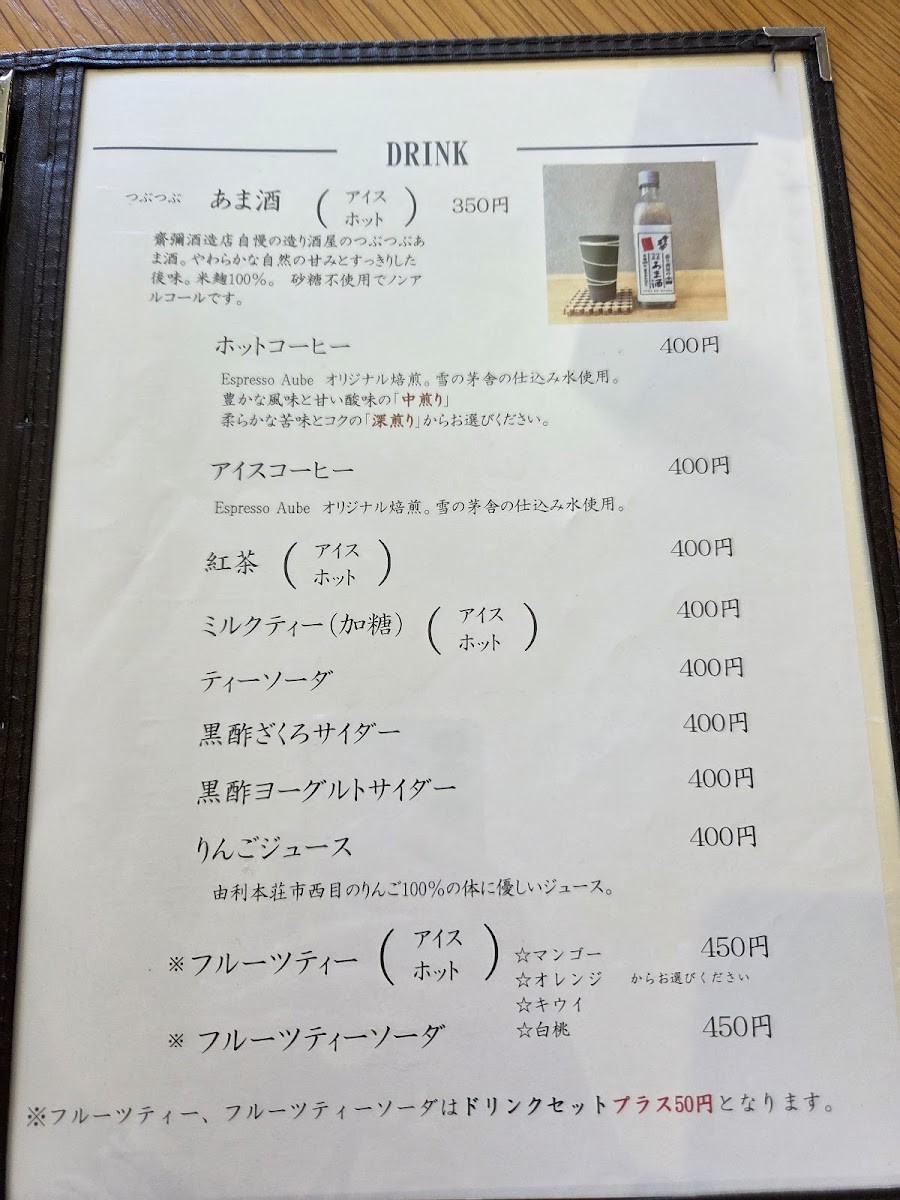 DRINK
つぶつぶ あま酒 (アイス ホット) 350円
齋彌酒造店自慢の造り酒屋のつぶつぶあ
ま酒。やわらかな自然の甘みとすっきりした
後味。米麹100%。 砂糖不使用でノンア
ルコールです。
あま酒
ホットコーヒー 400円
Espresso Aube オリジナル焙煎。雪の茅舎の仕込み水使用。
豊かな風味と甘い酸味の「中煎り」
柔らかな苦味とコクの「深煎り」からお選びください。
アイスコーヒー 400円
Espresso Aube オリジナル焙煎。雪の茅舎の仕込み水使用。
紅茶 (アイス ホット) 400円
ミルクティー(加糖) (アイス ホット) 400円
ティーソーダ 400円
黒酢ざくろサイダー 400円
黒酢ヨーグルトサイダー 400円
りんごジュース 400円
由利本荘市西目のりんご100%の体に優しいジュース。
※フルーツティー (アイス ホット) 450円
☆マンゴー
☆オレンジ からお選びください
☆キウイ
☆白桃
※ フルーツティーソーダ 450円
※フルーツティー、フルーツティーソーダはドリンクセットプラス50円となります。